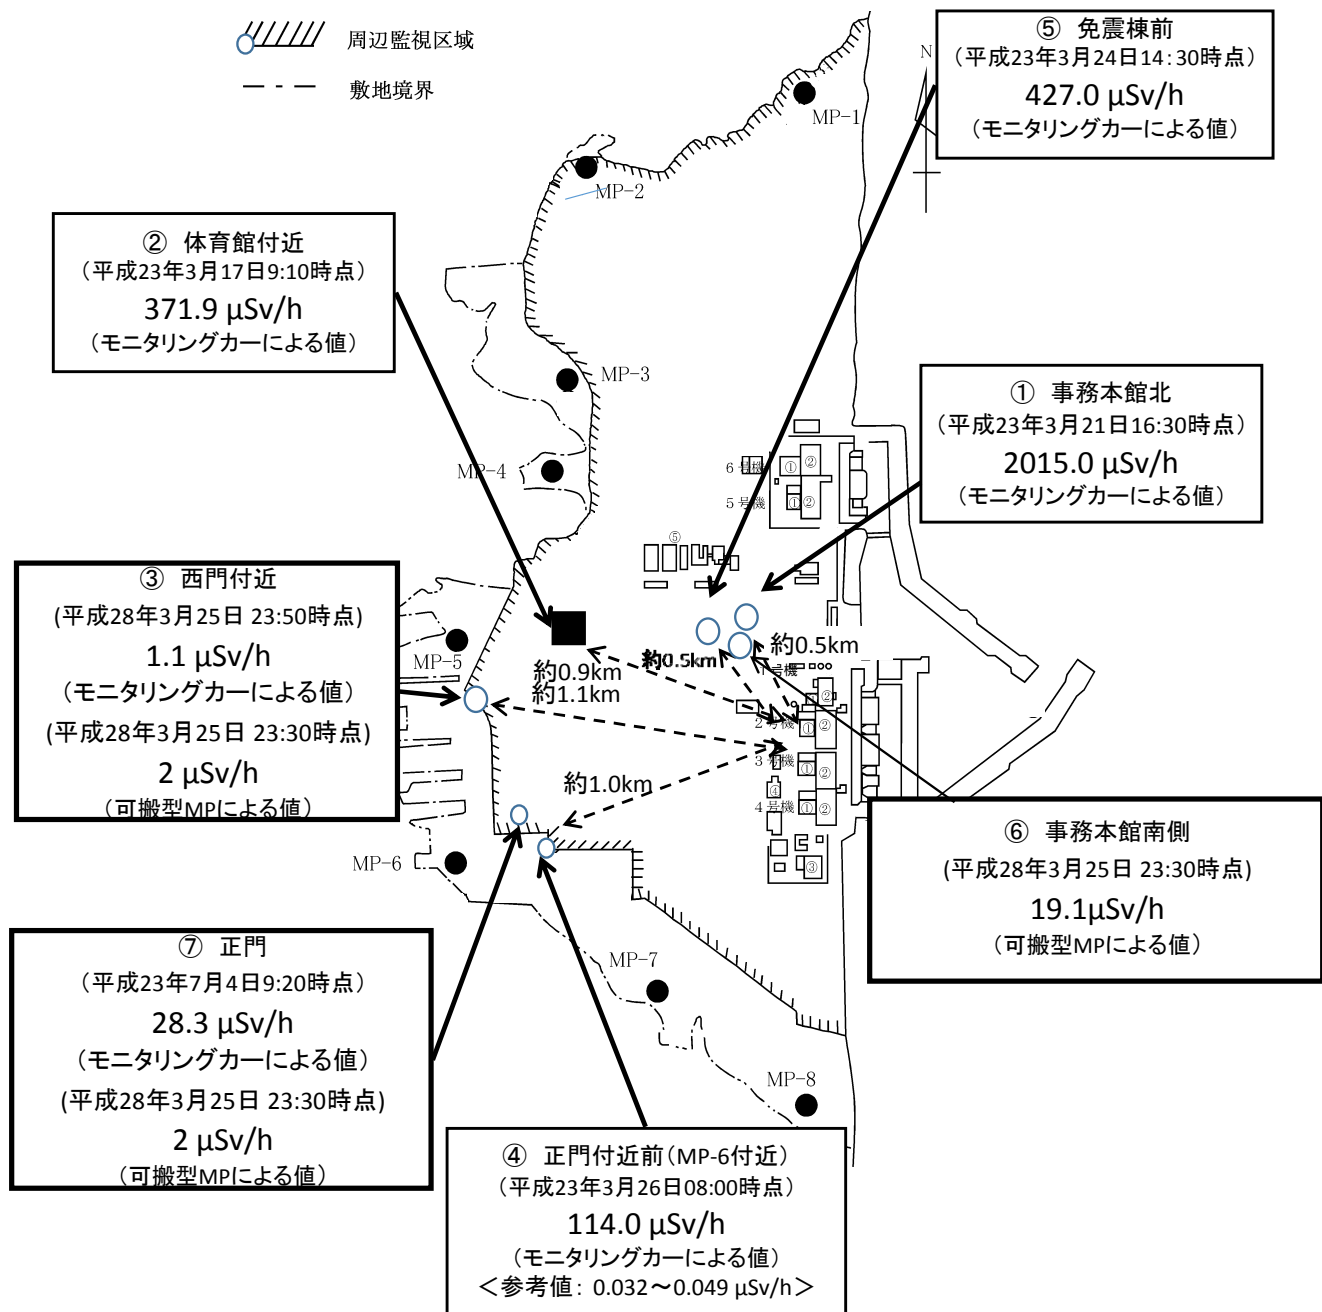 周辺監視区域
敷地境界
⑤ 免震棟前
(平成23年3月24日14:30時点)
427.0 μSv/h
(モニタリングカーによる値)
N
MP-1
MP-2
② 体育館付近
(平成23年3月17日9:10時点)
371.9 μSv/h
(モニタリングカーによる値)
MP-3
MP-4
① 事務本館北
(平成23年3月21日16:30時点)
2015.0 μSv/h
(モニタリングカーによる値)
6号機
①
②
5号機
①
②
⑤
③ 西門付近
(平成28年3月25日 23:50時点)
1.1 μSv/h
(モニタリングカーによる値)
(平成28年3月25日 23:30時点)
2 μSv/h
(可搬型MPによる値)
MP-5
約0.9km
約1.1km
約0.5km
約0.5km
1号機
②
2号機
①
②
3号機
①
②
④
4号機
①
②
③
約1.0km
MP-6
⑥ 事務本館南側
(平成28年3月25日 23:30時点)
19.1μSv/h
(可搬型MPによる値)
⑦ 正門
(平成23年7月4日9:20時点)
28.3 μSv/h
(モニタリングカーによる値)
(平成28年3月25日 23:30時点)
2 μSv/h
(可搬型MPによる値)
MP-7
MP-8
④ 正門付近前(MP-6付近)
(平成23年3月26日08:00時点)
114.0 μSv/h
(モニタリングカーによる値)
<参考値: 0.032~0.049 μSv/h>